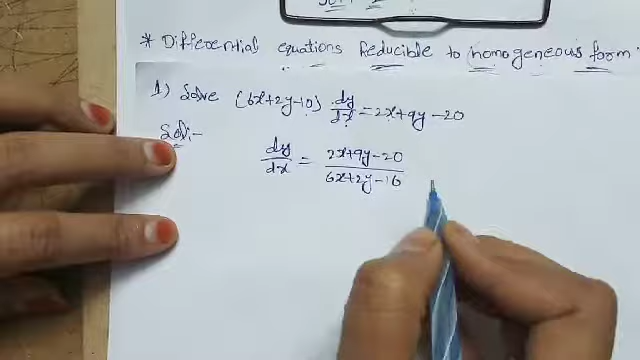 * Differential equations Reducible to homogeneous form
1) Solve (6x+2y-10) dy/dx = 2x+9y-20
Sol:-
dy/dx = 2x+9y-20 / 6x+2y-10